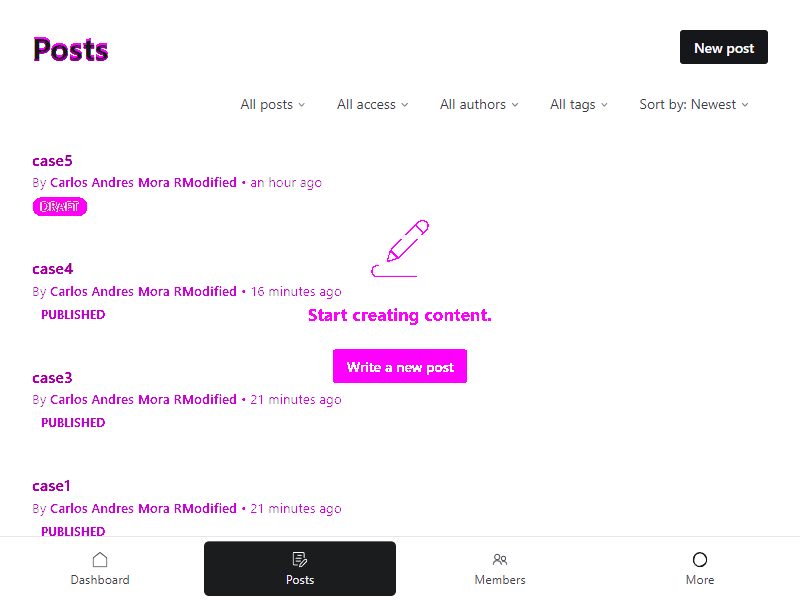 Posts
New post
All posts
All access
All authors
All tags
Sort by: Newest
case5
By Carlos Andres Mora RModified • an hour ago
DRAFT
case4
By Carlos Andres Mora RModified • 16 minutes ago
PUBLISHED
Start creating content.
Write a new post
case3
By Carlos Andres Mora RModified • 21 minutes ago
PUBLISHED
case1
By Carlos Andres Mora RModified • 21 minutes ago
PUBLISHED
Dashboard
Posts
Members
More